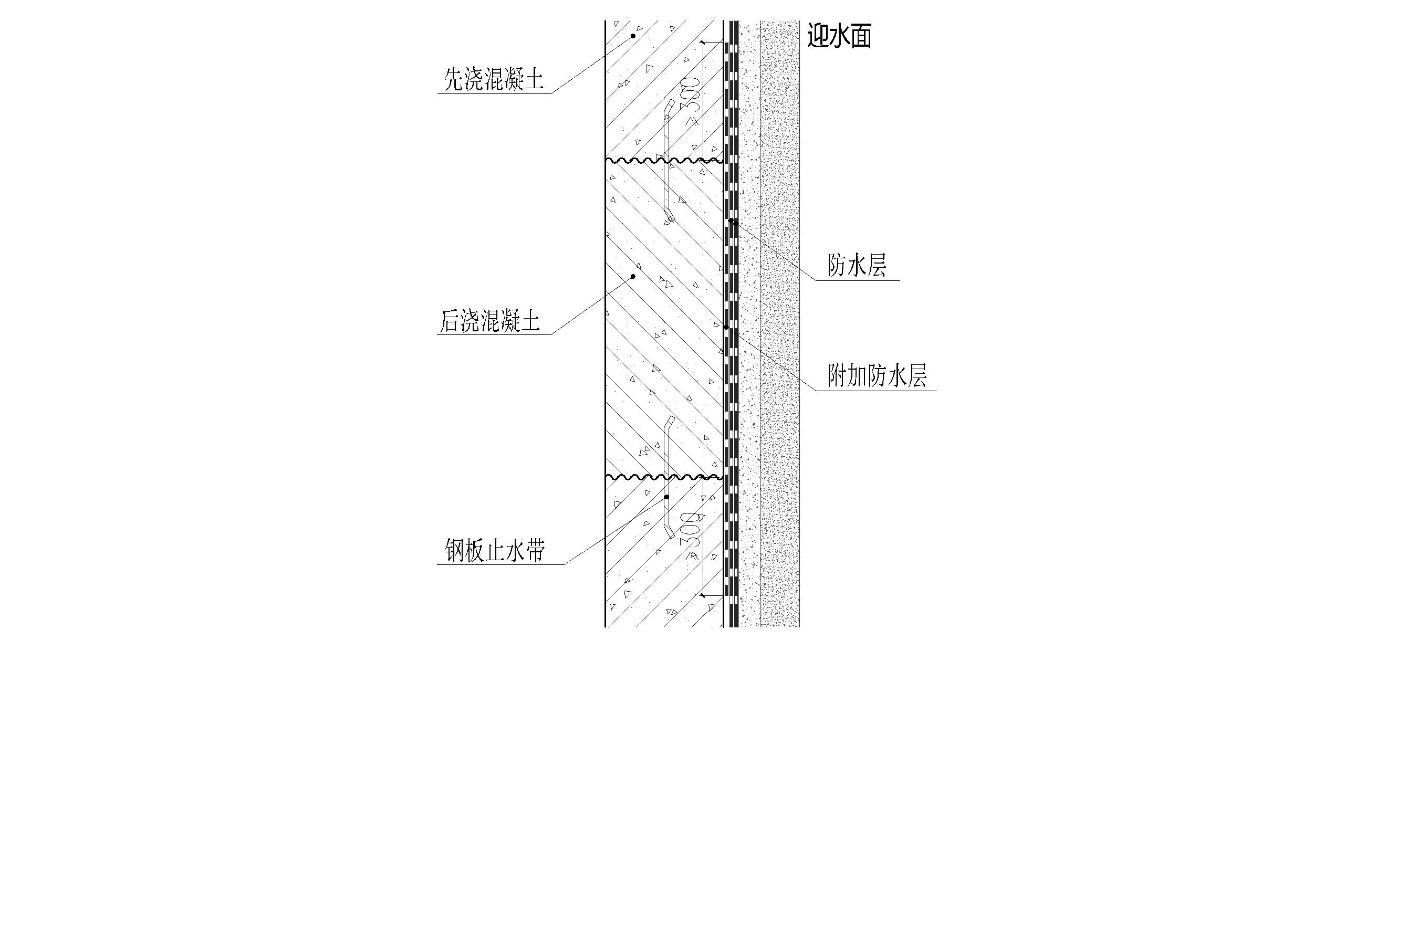 迎水面
先浇混凝土
≥300
防水层
后浇混凝土
附加防水层
≥300
钢板止水带